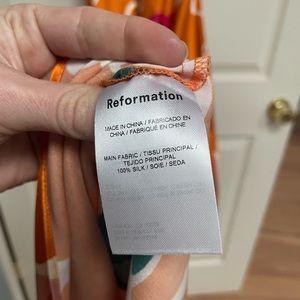 Reformation
MADE IN CHINA / FABRICADO EN
CHINA / FABRIQUÉ EN CHINE
MAIN FABRIC / TISSU PRINCIPAL /
TEJIDO PRINCIPAL
100% SILK / SOIE / SEDA